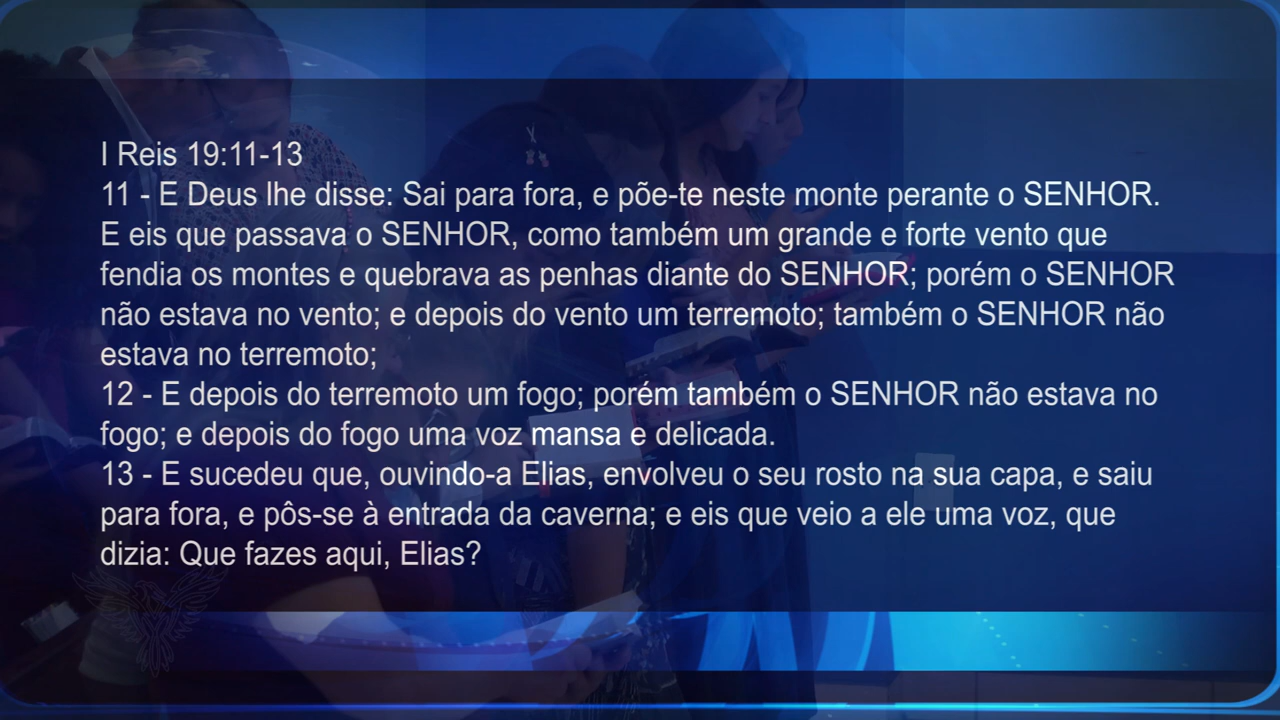 I Reis 19:11-13
11 - E Deus lhe disse: Sai para fora, e põe-te neste monte perante o SENHOR.
E eis que passava o SENHOR, como também um grande e forte vento que
fendia os montes e quebrava as penhas diante do SENHOR; porém o SENHOR
não estava no vento; e depois do vento um terremoto; também o SENHOR não
estava no terremoto;
12 - E depois do terremoto um fogo; porém também o SENHOR não estava no
fogo; e depois do fogo uma voz mansa e delicada.
13 - E sucedeu que, ouvindo-a Elias, envolveu o seu rosto na sua capa, e saiu
para fora, e pôs-se à entrada da caverna; e eis que veio a ele uma voz, que
dizia: Que fazes aqui, Elias?